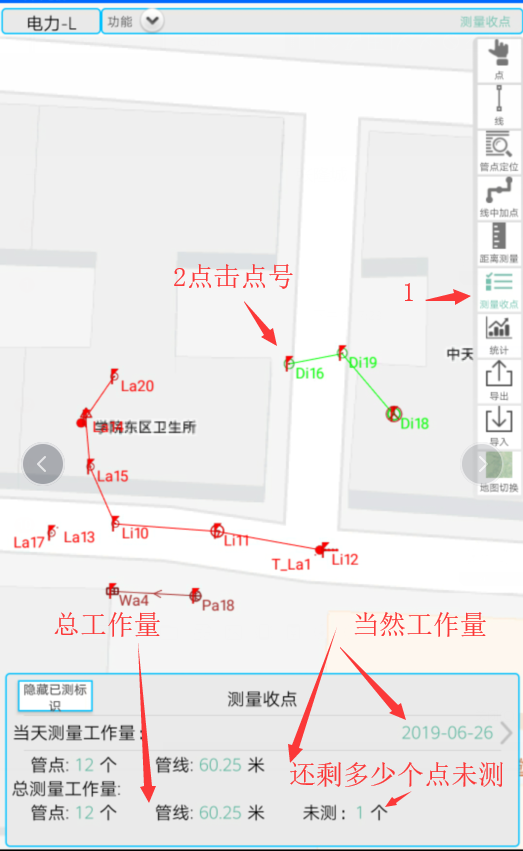 电力-L
功能
测量收点
点
线
管点定位
线中加点
距离测量
测量收点
统计
导出
导入
地图切换
2点击点号
1
中天
Di16
Di19
Di18
La20
学院东区卫生所
La15
Li10
Li11
Li12
T_La1
La17
La13
Wa4
Pa18
总工作量
当然工作量
隐藏已测标
识
测量收点
当天测量工作量：
2019-06-26
管点: 12 个 管线: 60.25 米
还剩多少个点未测
总测量工作量:
管点: 12 个 管线: 60.25 米 未测： 1 个